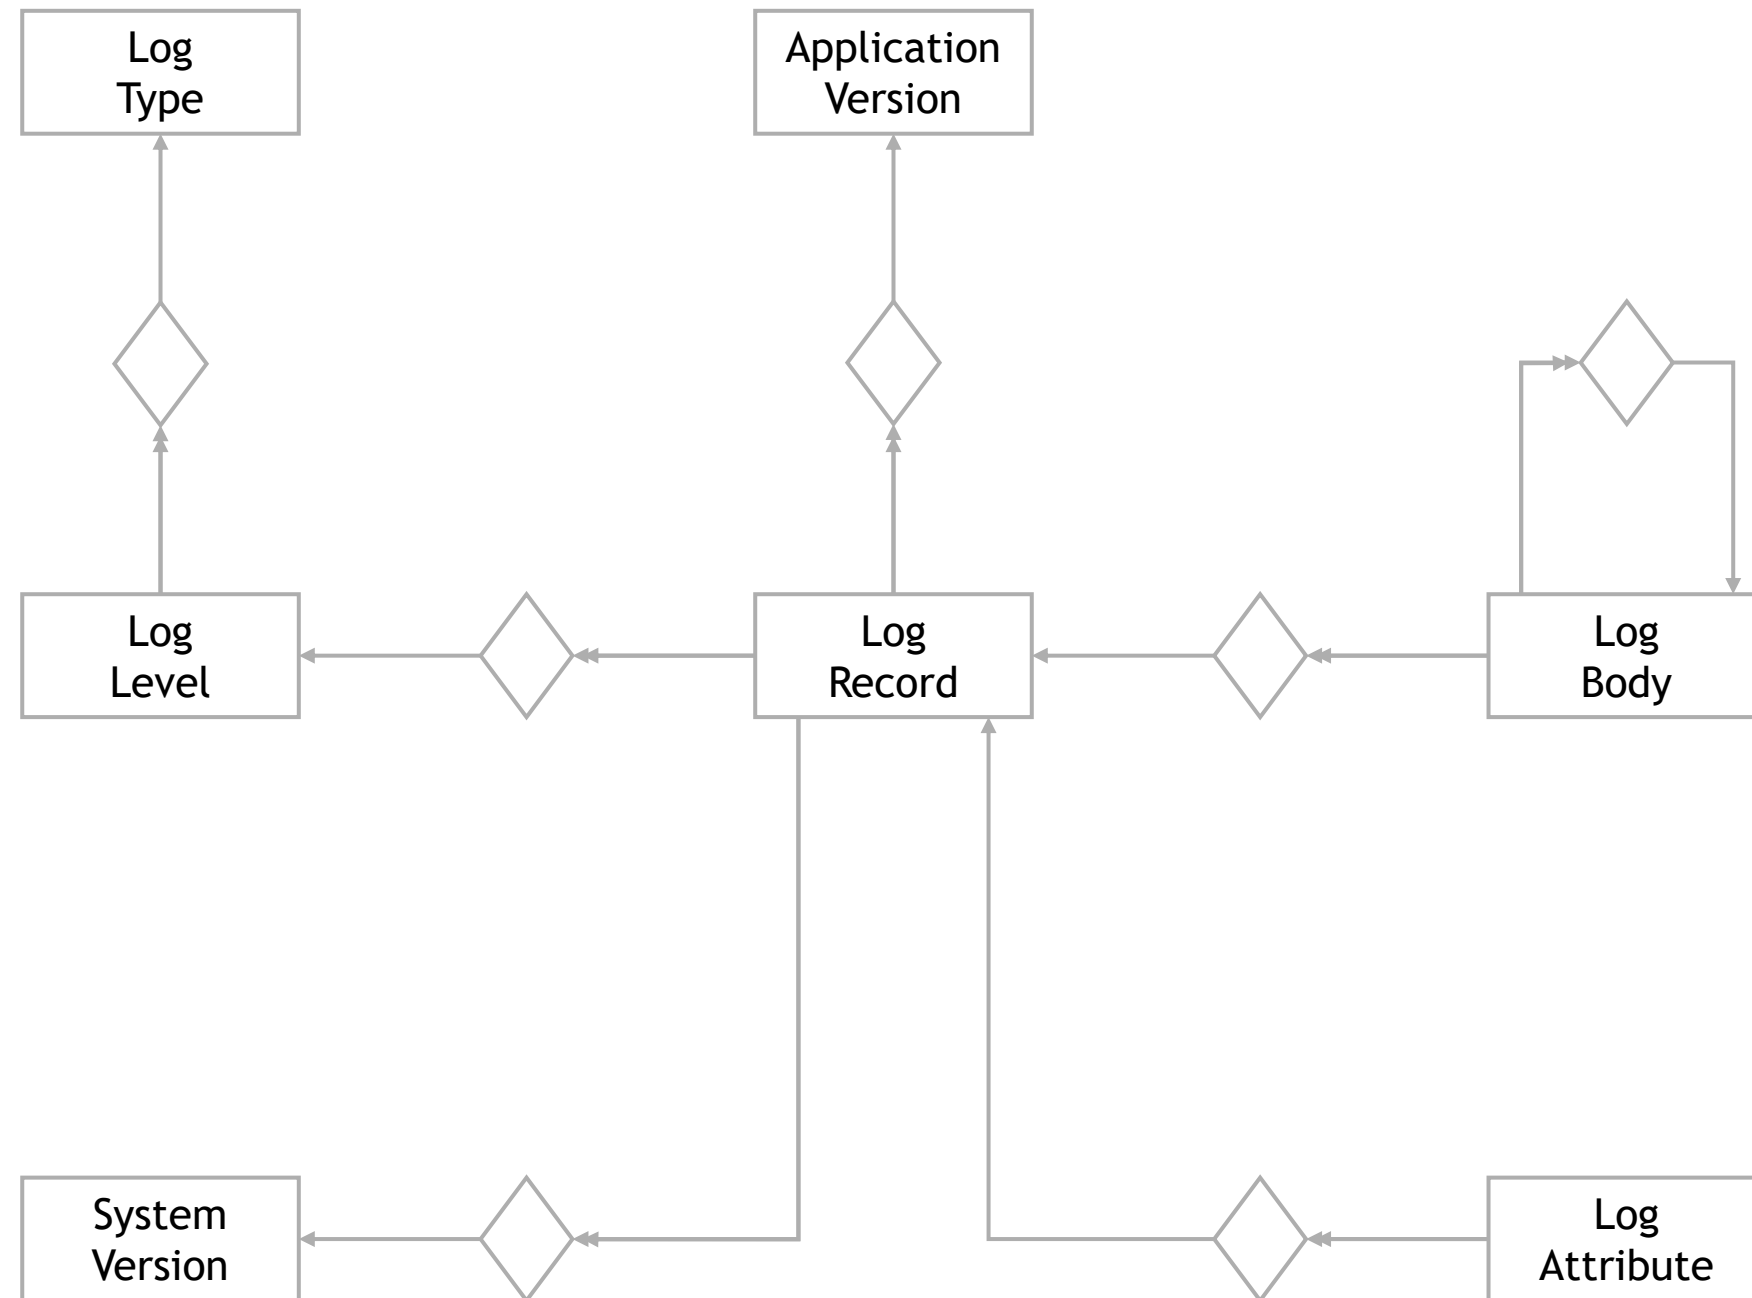 Log
Type
Application
Version
Log
Level
Log
Record
Log
Body
System
Version
Log
Attribute